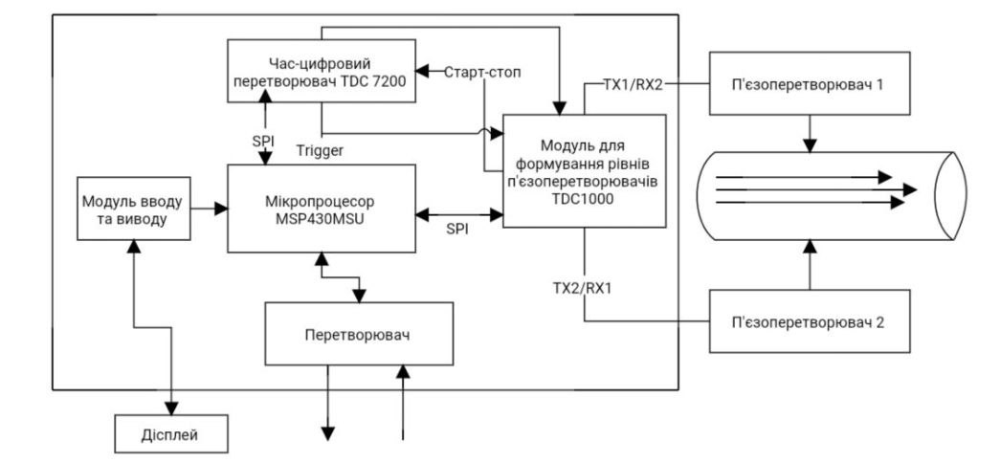 Час-цифровий
перетворювач TDC 7200
Старт-стоп
TX1/RX2
П'єзоперетворювач 1
SPI
Trigger
Модуль для
формування рівнів
п'єзоперетворювачів
TDC1000
Модуль вводу
та виводу
Мікропроцесор
MSP430MSU
SPI
TX2/RX1
Перетворювач
П'єзоперетворювач 2
Дісплей